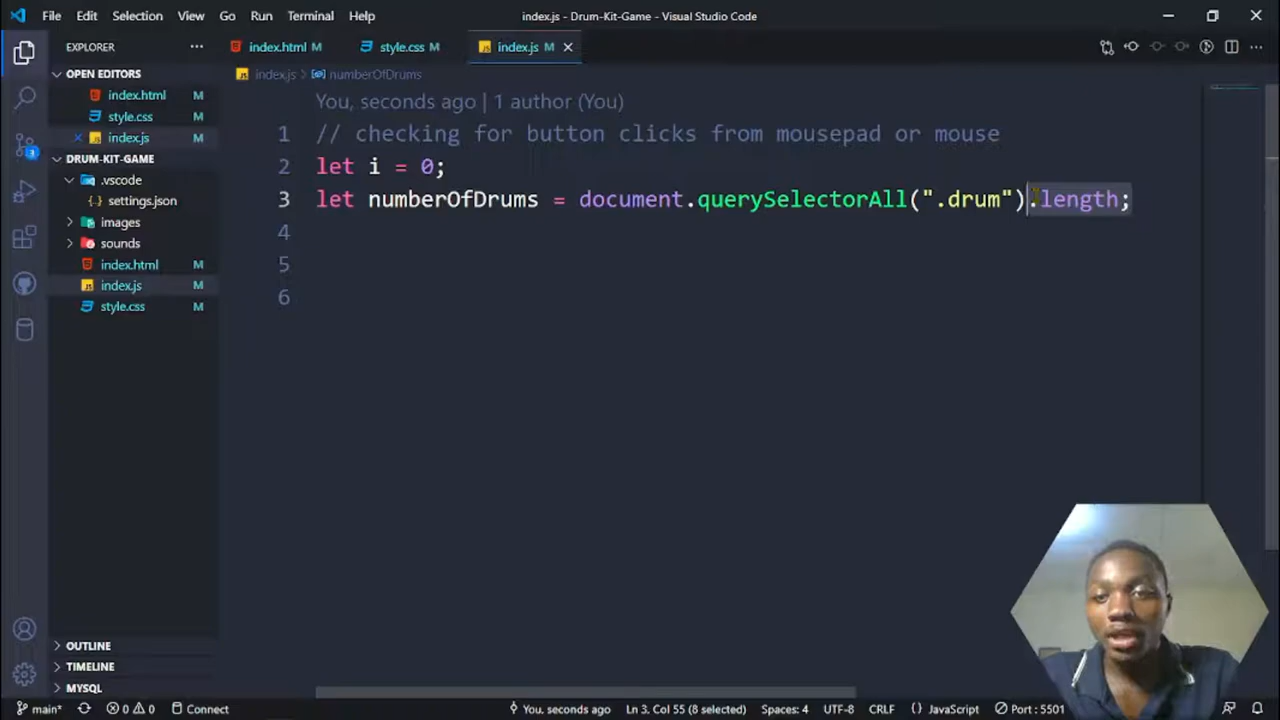 File Edit Selection View Go Run Terminal Help index.js - Drum-Kit-Game - Visual Studio Code
EXPLORER ··· index.html M style.css M index.js M
OPEN EDITORS
index.html M
style.css M
index.js M
DRUM-KIT-GAME
.vscode
{} settings.json
images
sounds
index.html M
index.js M
style.css M
OUTLINE
TIMELINE
MYSQL
index.js > numberOfDrums
You, seconds ago | 1 author (You)
1 // checking for button clicks from mousepad or mouse
2 let i = 0;
3 let numberOfDrums = document.querySelectorAll(".drum").length;
4
5
6
main* 0 0 Connect You, seconds ago Ln 3, Col 55 (8 selected) Spaces: 4 UTF-8 CRLF {} JavaScript Port : 5501